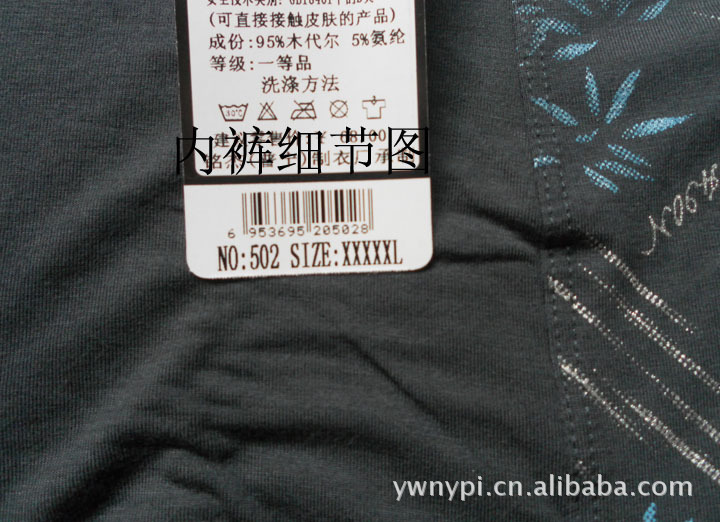 (可直接接触皮肤的产品)
成份:95%木代尔 5%氨纶
等级:一等品
洗涤方法
30℃
内裤细节图
6 953695 205028
NO:502 SIZE:XXXXXL
ywnypi.cn.alibaba.com